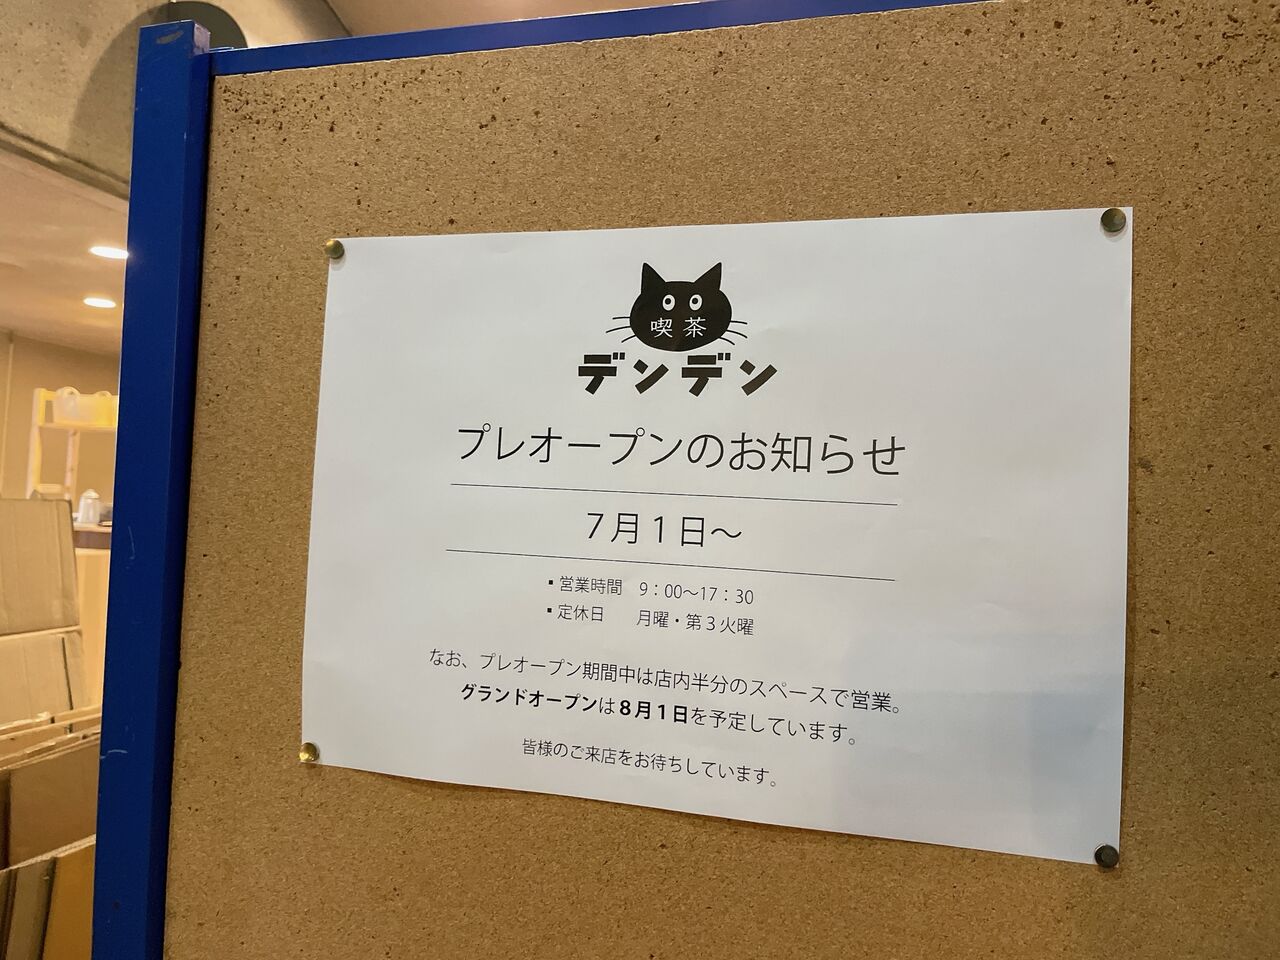 喫茶
デンデン
プレオープンのお知らせ
７月１日～
▪営業時間　9：00～17：30
▪定休日　月曜・第３火曜
なお、プレオープン期間中は店内半分のスペースで営業。
グランドオープンは８月１日を予定しています。
皆様のご来店をお待ちしています。